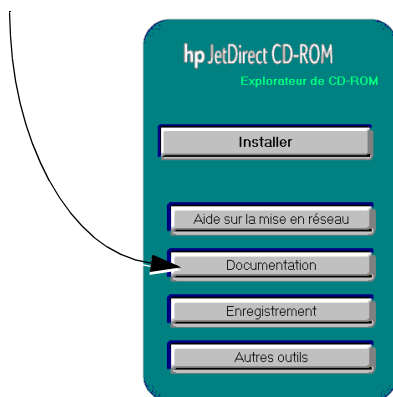 hp JetDirect CD-ROM
Explorateur de CD-ROM
Installer
Aide sur la mise en réseau
Documentation
Enregistrement
Autres outils